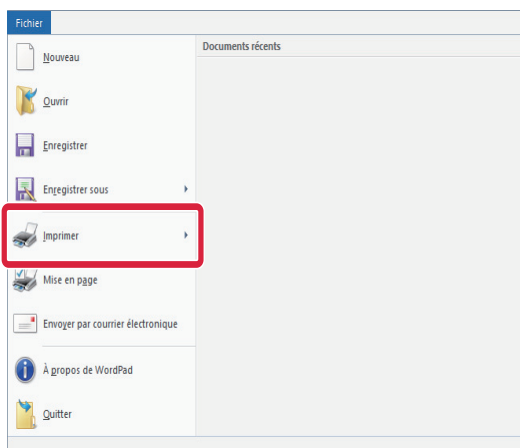 Fichier
Documents récents
Nouveau
Ouvrir
Enregistrer
Enregistrer sous
Imprimer
Mise en page
Envoyer par courrier électronique
À propos de WordPad
Quitter